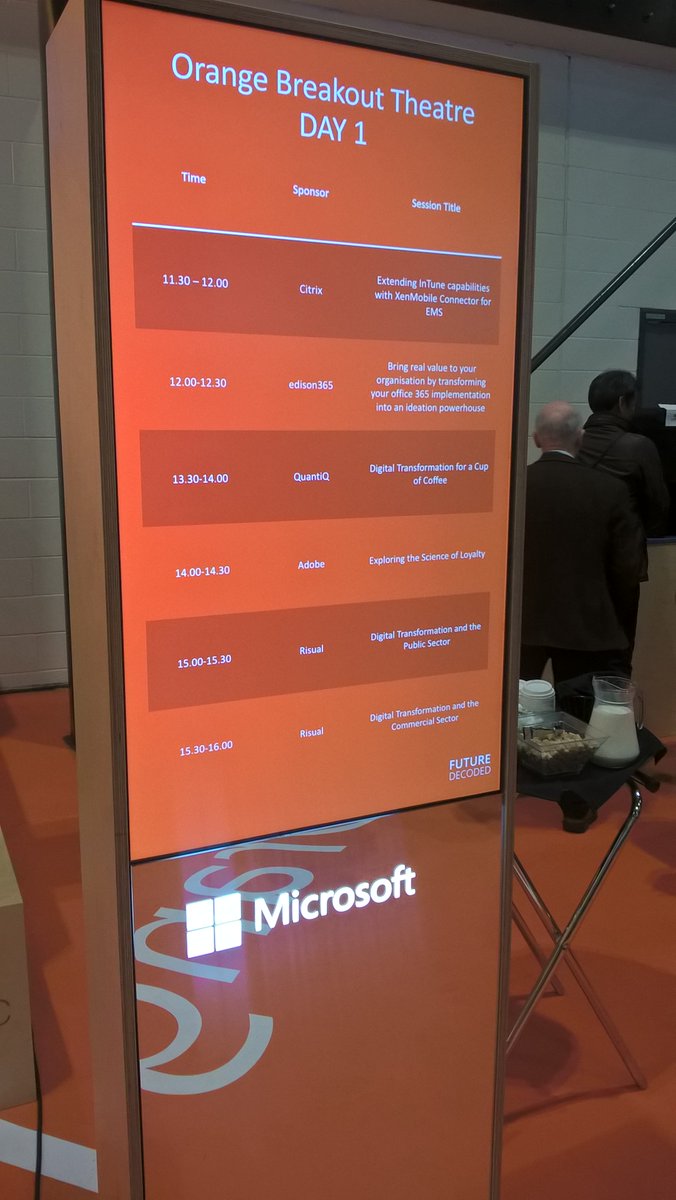 Orange Breakout Theatre
DAY 1
Time Sponsor Session Title
11.30 – 12.00 Citrix Extending InTune capabilities
with XenMobile Connector for
EMS
12.00-12.30 edison365 Bring real value to your
organisation by transforming
your office 365 implementation
into an ideation powerhouse
13.30-14.00 QuantiQ Digital Transformation for a Cup
of Coffee
14.00-14.30 Adobe Exploring the Science of Loyalty
15.00-15.30 Risual Digital Transformation and the
Public Sector
15.30-16.00 Risual Digital Transformation and the
Commercial Sector
FUTURE
DECODED
Microsoft